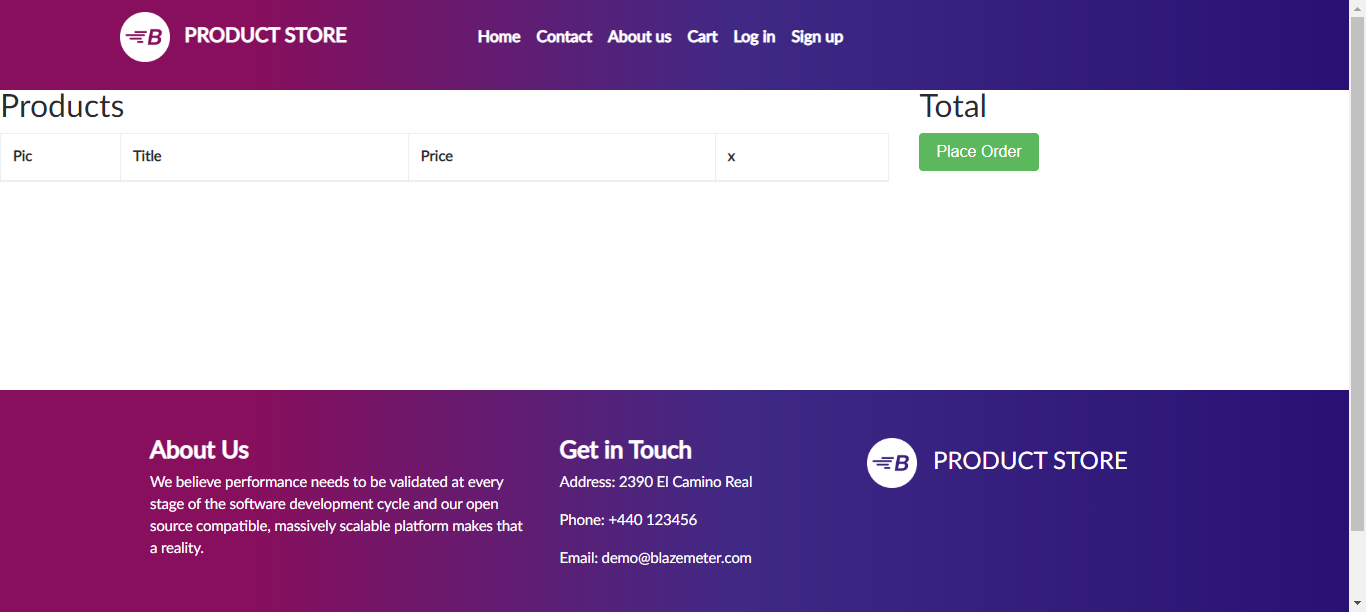 B PRODUCT STORE
Home Contact About us Cart Log in Sign up
Products
Total
Pic Title Price x
Place Order
About Us
We believe performance needs to be validated at every
stage of the software development cycle and our open
source compatible, massively scalable platform makes that
a reality.
Get in Touch
Address: 2390 El Camino Real
Phone: +440 123456
Email: demo@blazemeter.com
B PRODUCT STORE